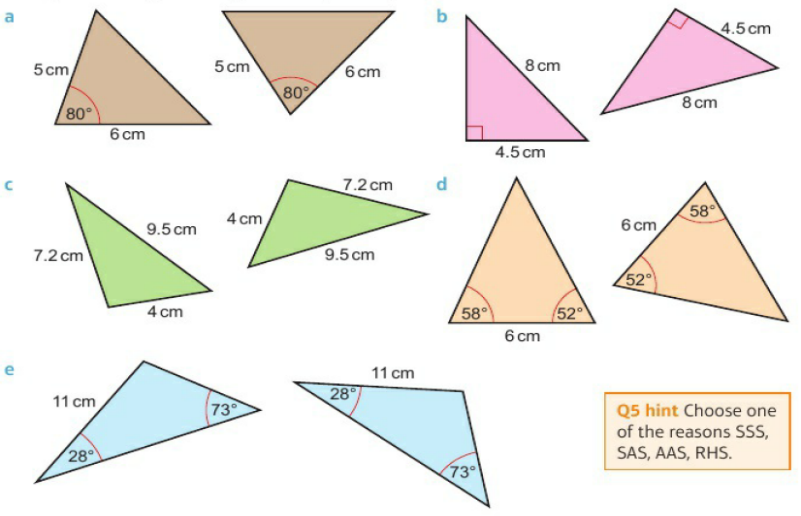 a
5 cm
80°
6 cm
5 cm
80°
6 cm
b
8 cm
4.5 cm
4.5 cm
8 cm
c
7.2 cm
9.5 cm
4 cm
4 cm
7.2 cm
9.5 cm
d
58°
52°
6 cm
6 cm
58°
52°
e
11 cm
28°
73°
11 cm
28°
73°
Q5 hint Choose one
of the reasons SSS,
SAS, AAS, RHS.